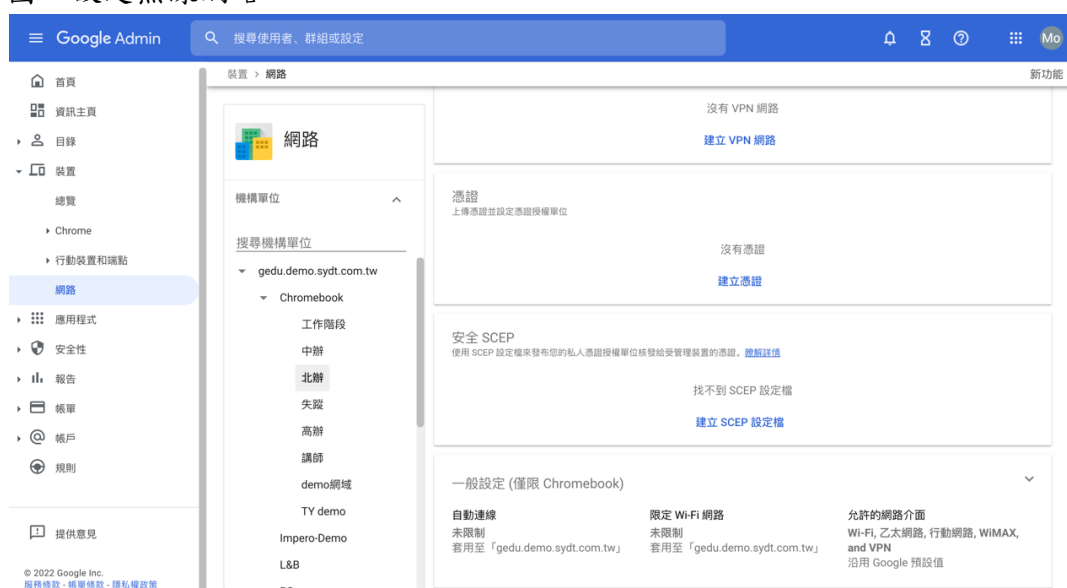 Google Admin
搜尋使用者、群組或設定
Mo
首頁
資訊主頁
目錄
裝置
總覽
Chrome
行動裝置和端點
網路
應用程式
安全性
報告
帳單
帳戶
規則
提供意見
© 2022 Google Inc.
服務條款 - 帳單條款 - 隱私權政策
裝置 > 網路
新功能
網路
機構單位
搜尋機構單位
gedu.demo.sydt.com.tw
Chromebook
工作階段
中辦
北辦
失蹤
高辦
講師
demo網域
TY demo
Impero-Demo
L&B
沒有 VPN 網路
建立 VPN 網路
憑證
上傳憑證並設定憑證授權單位
沒有憑證
建立憑證
安全 SCEP
使用 SCEP 設定檔來發布您的私人憑證授權單位核發給受管理裝置的憑證。瞭解詳情
找不到 SCEP 設定檔
建立 SCEP 設定檔
一般設定 (僅限 Chromebook)
自動連線
未限制
套用至「gedu.demo.sydt.com.tw」
限定 Wi-Fi 網路
未限制
套用至「gedu.demo.sydt.com.tw」
允許的網路介面
Wi-Fi, 乙太網路, 行動網路, WiMAX,
and VPN
沿用 Google 預設值